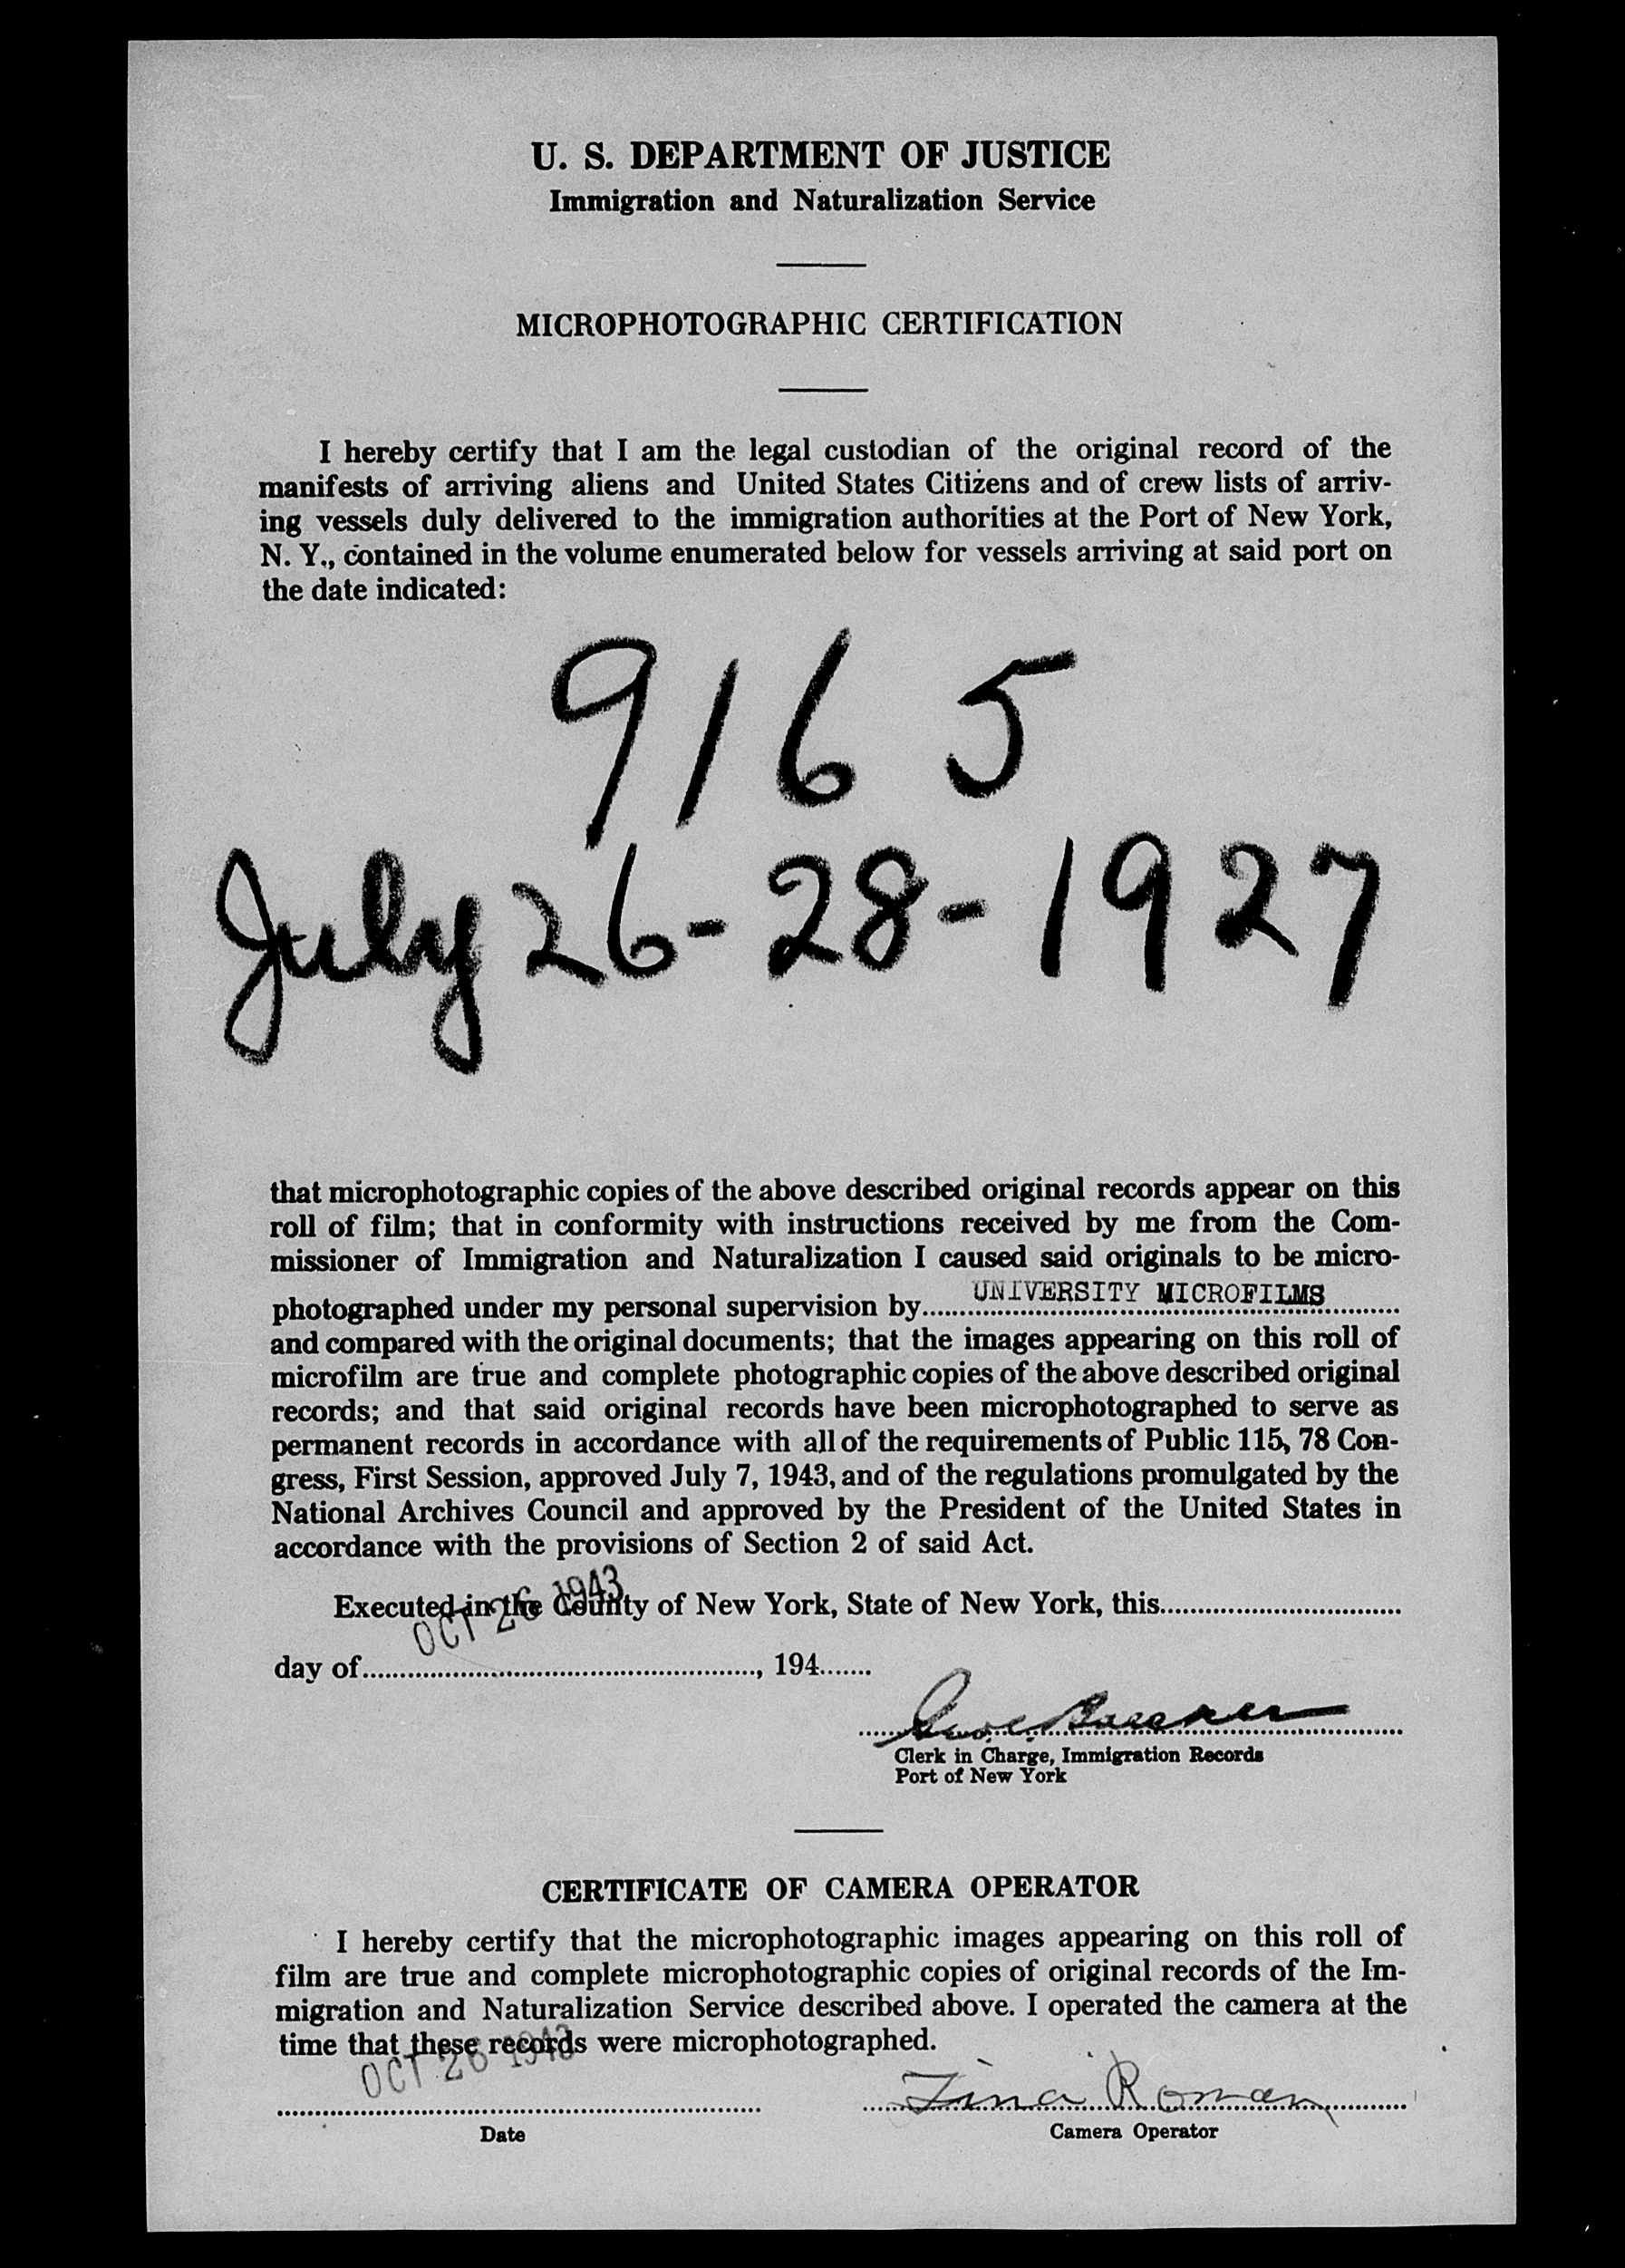 U. S. DEPARTMENT OF JUSTICE
Immigration and Naturalization Service
MICROPHOTOGRAPHIC CERTIFICATION
I hereby certify that I am the legal custodian of the original record of the
manifests of arriving aliens and United States Citizens and of crew lists of arriv-
ing vessels duly delivered to the immigration authorities at the Port of New York,
N. Y., contained in the volume enumerated below for vessels arriving at said port on
the date indicated:
9165
July 26-28-1927
that microphotographic copies of the above described original records appear on this
roll of film; that in conformity with instructions received by me from the Com-
missioner of Immigration and Naturalization I caused said originals to be micro-
photographed under my personal supervision by UNIVERSITY MICROFILMS
and compared with the original documents; that the images appearing on this roll of
microfilm are true and complete photographic copies of the above described original
records; and that said original records have been microphotographed to serve as
permanent records in accordance with all of the requirements of Public 115, 78 Con-
gress, First Session, approved July 7, 1943, and of the regulations promulgated by the
National Archives Council and approved by the President of the United States in
accordance with the provisions of Section 2 of said Act.
Executed in the County of New York, State of New York, this
OCT 26 1943
day of, 194
Clerk in Charge, Immigration Records
Port of New York
CERTIFICATE OF CAMERA OPERATOR
I hereby certify that the microphotographic images appearing on this roll of
film are true and complete microphotographic copies of original records of the Im-
migration and Naturalization Service described above. I operated the camera at the
time that these records were microphotographed.
OCT 26 1943
Tina Roman
Date
Camera Operator